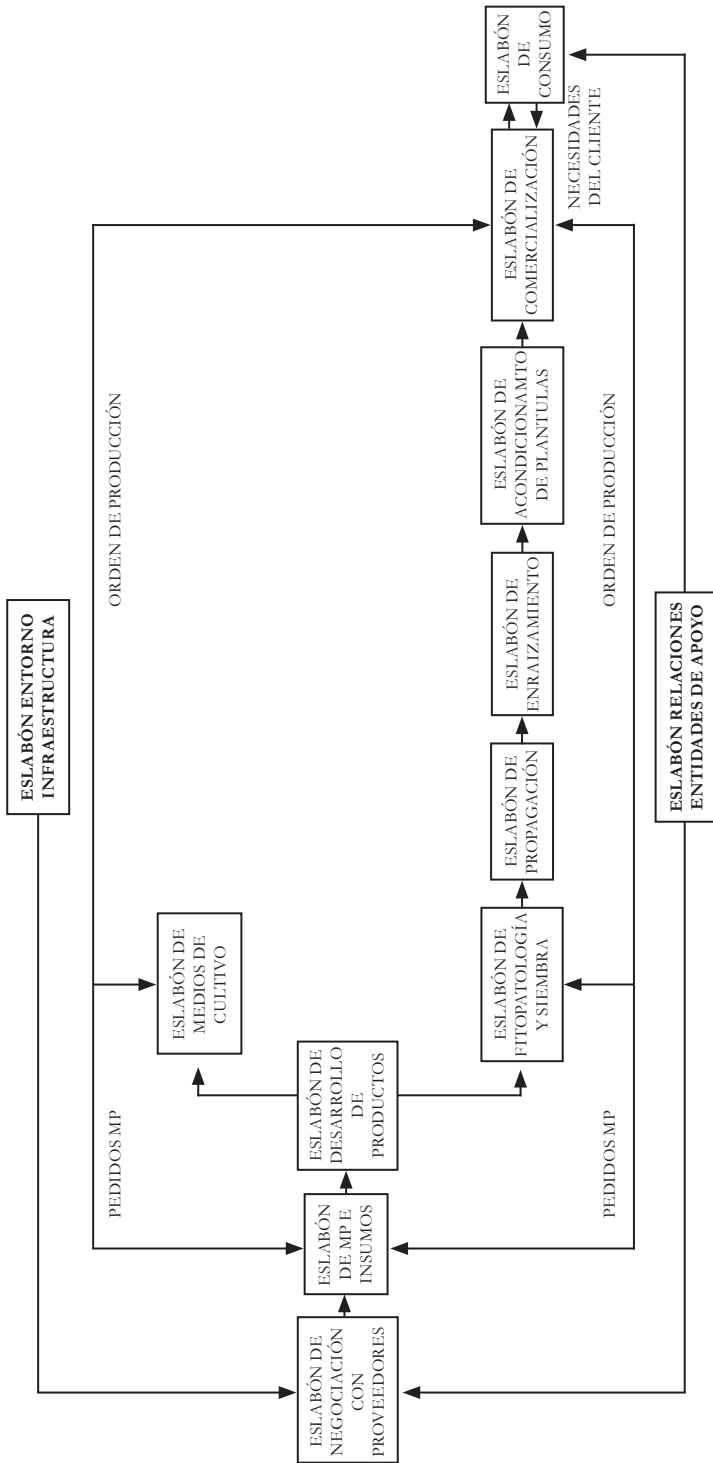 ESLABÓN ENTORNO
INFRAESTRUCTURA
PEDIDOS MP
ORDEN DE PRODUCCIÓN
ESLABÓN DE
MEDIOS DE
CULTIVO
ESLABÓN DE
NEGOCIACIÓN
CON
PROVEEDORES
ESLABÓN
DE MP E
INSUMOS
ESLABÓN DE
DESARROLLO
DE
PRODUCTOS
ESLABÓN DE
FITOPATOLOGÍA
Y SIEMBRA
ESLABÓN DE
PROPAGACIÓN
ESLABÓN DE
ENRAIZAMIENTO
ESLABÓN DE
ACONDICIONAMTO
DE PLANTULAS
ESLABÓN DE
COMERCIALIZACIÓN
ESLABÓN
DE
CONSUMO
NECESIDADES
DEL CLIENTE
PEDIDOS MP
ORDEN DE PRODUCCIÓN
ESLABÓN RELACIONES
ENTIDADES DE APOYO